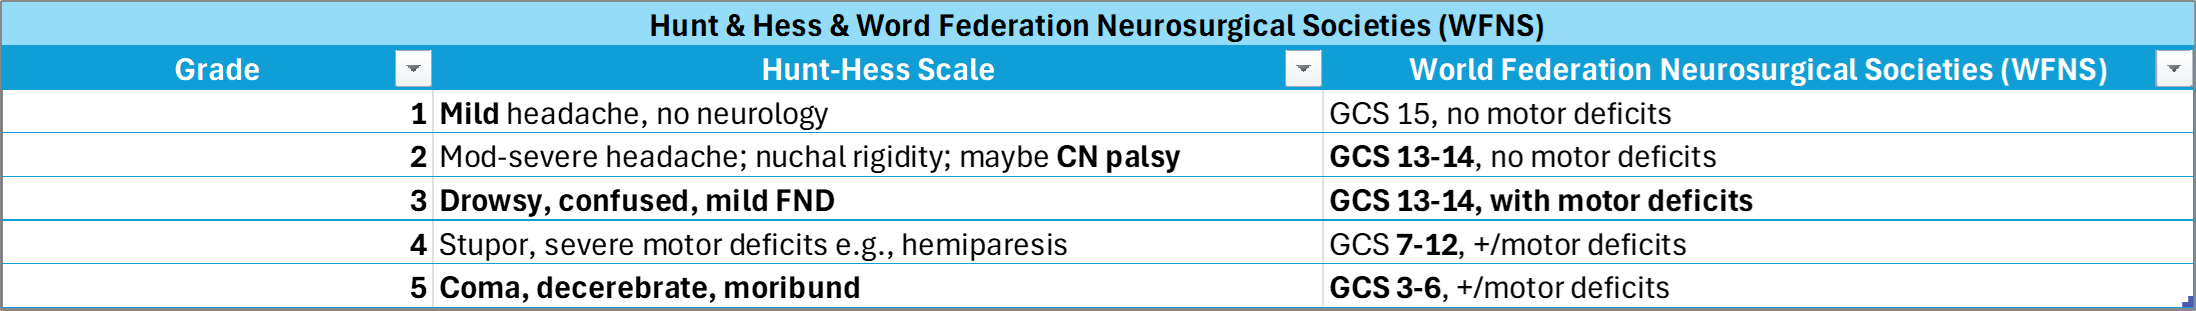 Hunt & Hess & Word Federation Neurosurgical Societies (WFNS)
Grade Hunt-Hess Scale World Federation Neurosurgical Societies (WFNS)
1 Mild headache, no neurology GCS 15, no motor deficits
2 Mod-severe headache; nuchal rigidity; maybe CN palsy GCS 13-14, no motor deficits
3 Drowsy, confused, mild FND GCS 13-14, with motor deficits
4 Stupor, severe motor deficits e.g., hemiparesis GCS 7-12, +/motor deficits
5 Coma, decerebrate, moribund GCS 3-6, +/motor deficits